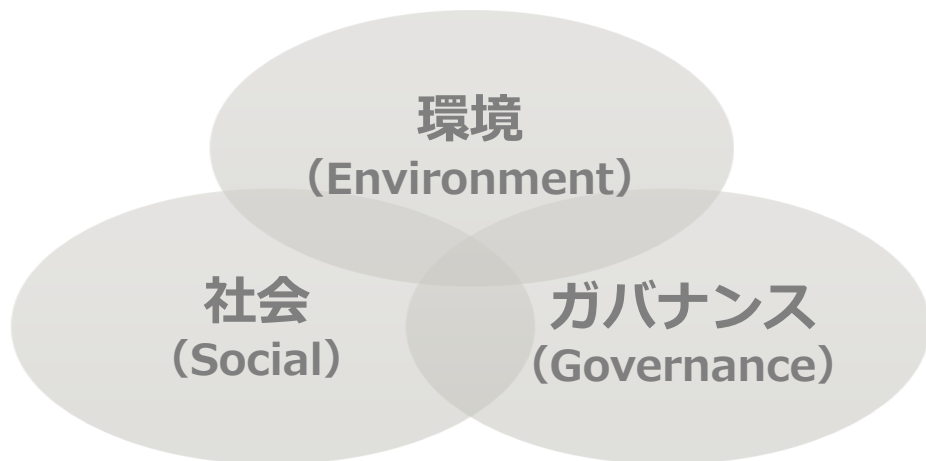 環境
（Environment）
社会
（Social）
ガバナンス
（Governance）